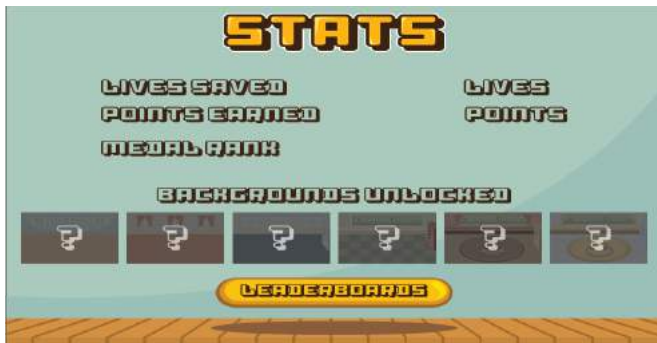 STATS
LIVES SAVED LIVES
POINTS EARNED POINTS
MEDAL RANK
BACKGROUNDS UNLOCKED
? ? ? ? ? ?
LEADERBOARDS